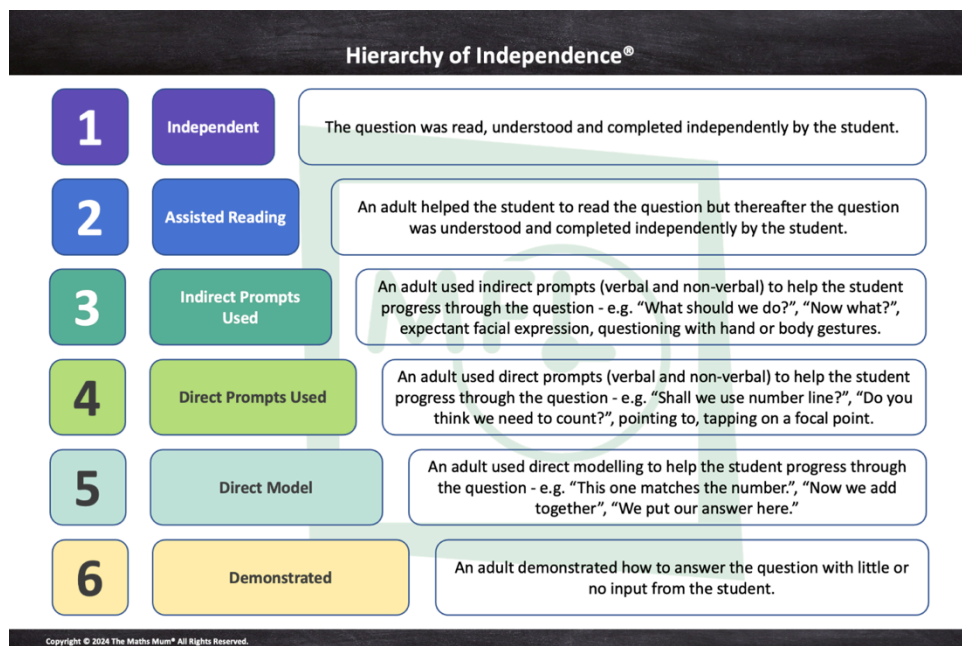 Hierarchy of Independence®
1
Independent
The question was read, understood and completed independently by the student.
2
Assisted Reading
An adult helped the student to read the question but thereafter the question
was understood and completed independently by the student.
3
Indirect Prompts
Used
An adult used indirect prompts (verbal and non-verbal) to help the student
progress through the question - e.g. “What should we do?”, “Now what?”,
expectant facial expression, questioning with hand or body gestures.
4
Direct Prompts Used
An adult used direct prompts (verbal and non-verbal) to help the student
progress through the question - e.g. “Shall we use number line?”, “Do you
think we need to count?”, pointing to, tapping on a focal point.
5
Direct Model
An adult used direct modelling to help the student progress through
the question - e.g. “This one matches the number.”, “Now we add
together”, “We put our answer here.”
6
Demonstrated
An adult demonstrated how to answer the question with little or
no input from the student.
Copyright © 2024 The Maths Mum® All Rights Reserved.